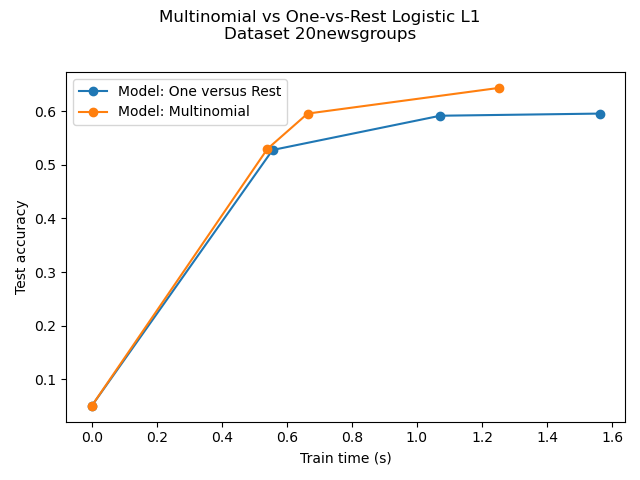 Multinomial vs One-vs-Rest Logistic L1
Dataset 20newsgroups
Model: One versus Rest
Model: Multinomial
Test accuracy
0.6
0.5
0.4
0.3
0.2
0.1
0.0 0.2 0.4 0.6 0.8 1.0 1.2 1.4 1.6
Train time (s)